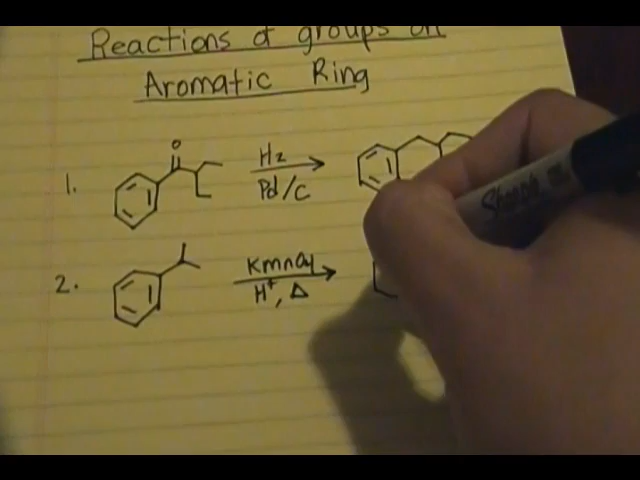 Reactions of groups on
Aromatic Ring
1. O H2
Pd/C
2. KmnO4
H+, Δ
Sharpie